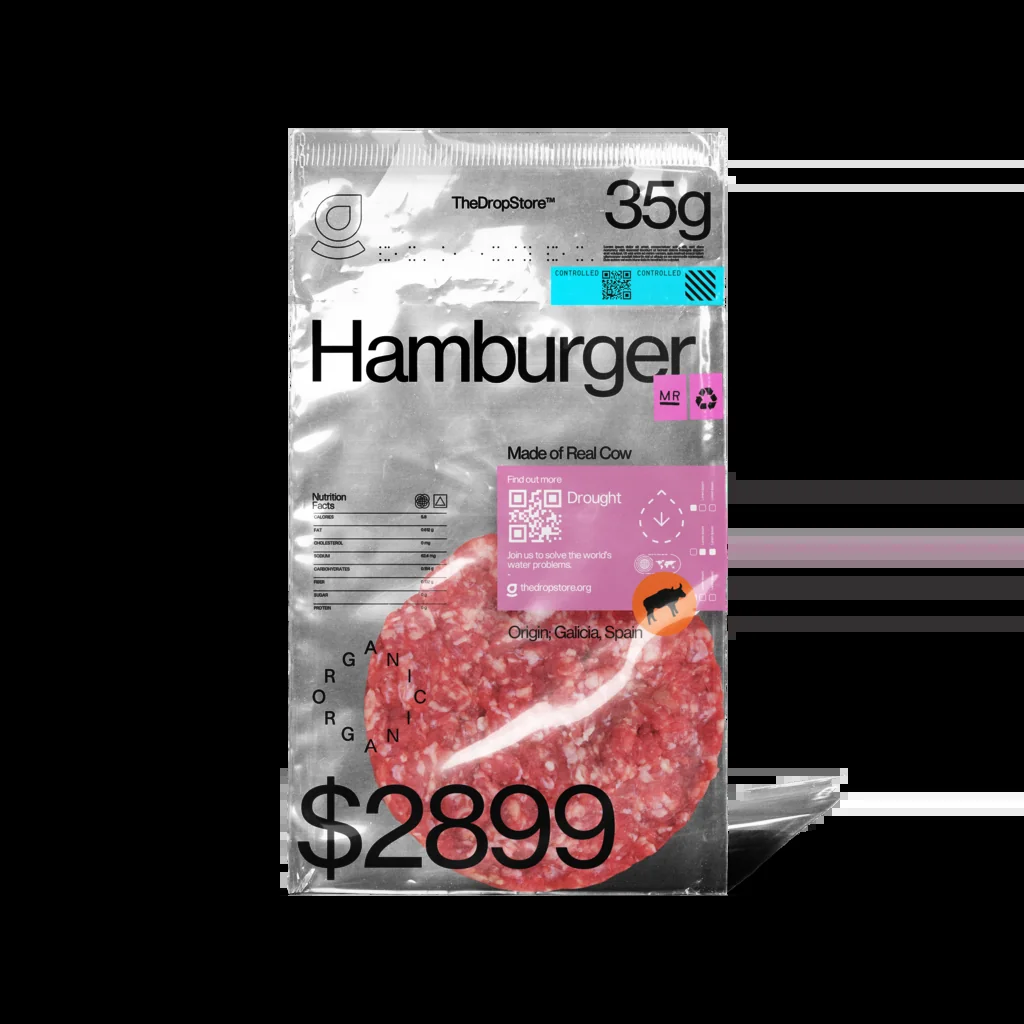 TheDropStore™
35g
CONTROLLED CONTROLLED
Hamburger
MR
Made of Real Cow
Find out more
Drought
Join us to solve the world's
water problems.
thedropstore.org
Origin; Galicia, Spain
Nutrition
Facts
CALORIES
FAT
CHOLESTEROL
SODIUM
CARBOHYDRATES
FIBER
SUGAR
PROTEIN
ORGANIC
ORGANIC
$2899